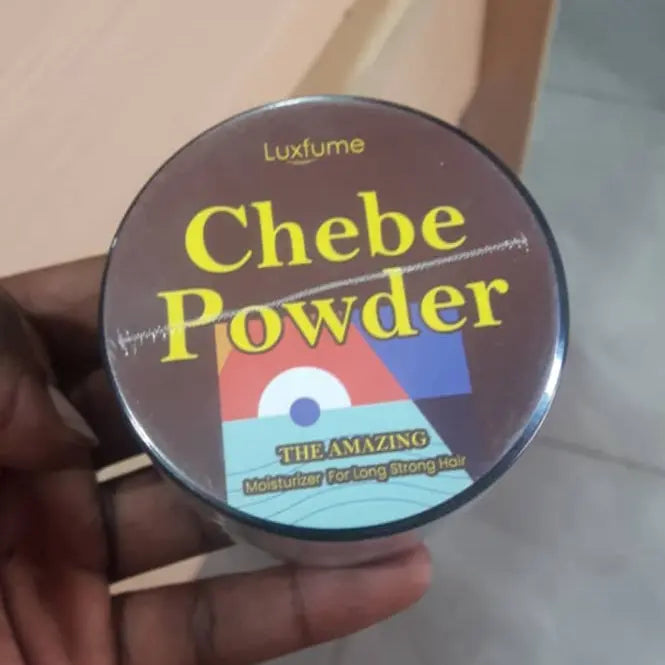 Luxfume
Chebe
Powder
THE AMAZING
Moisturizer For Long Strong Hair